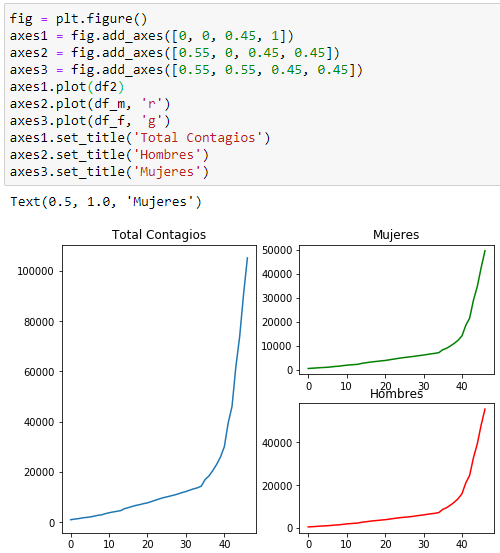 fig = plt.figure()
axes1 = fig.add_axes([0, 0, 0.45, 1])
axes2 = fig.add_axes([0.55, 0, 0.45, 0.45])
axes3 = fig.add_axes([0.55, 0.55, 0.45, 0.45])
axes1.plot(df2)
axes2.plot(df_m, 'r')
axes3.plot(df_f, 'g')
axes1.set_title('Total Contagios')
axes2.set_title('Hombres')
axes3.set_title('Mujeres')
Text(0.5, 1.0, 'Mujeres')
Total Contagios
100000
80000
60000
40000
20000
0
0 20 40
Mujeres
50000
40000
30000
20000
10000
0
0 10 20 30 40
Hombres
40000
20000
0
0 10 20 30 40